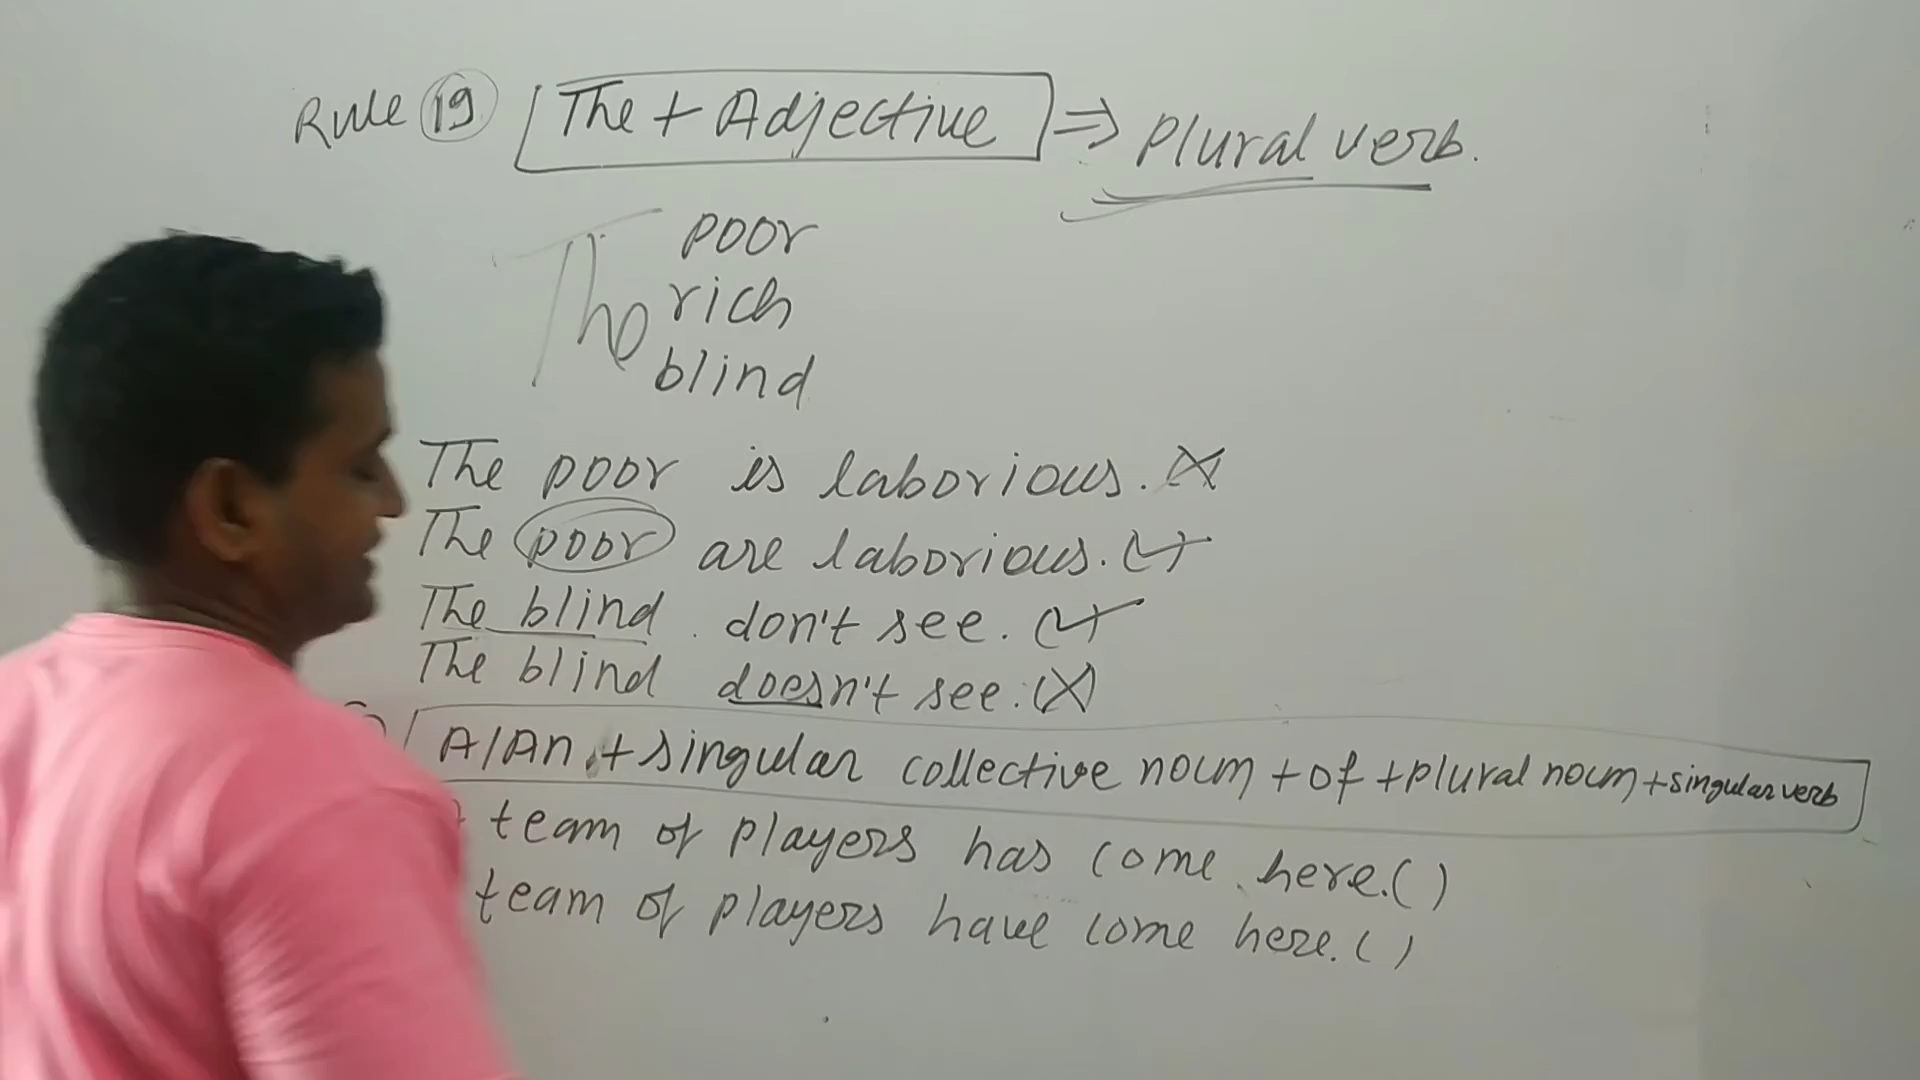 Rule 19 The + Adjective ⇒ plural verb.
The poor
rich
blind
The poor is laborious. X
The poor are laborious. (✓)
The blind don't see. (✓)
The blind doesn't see. (X)
A/An + singular collective noun + of + plural noun + singular verb
team of players has come here. ( )
team of players have come here. ( )